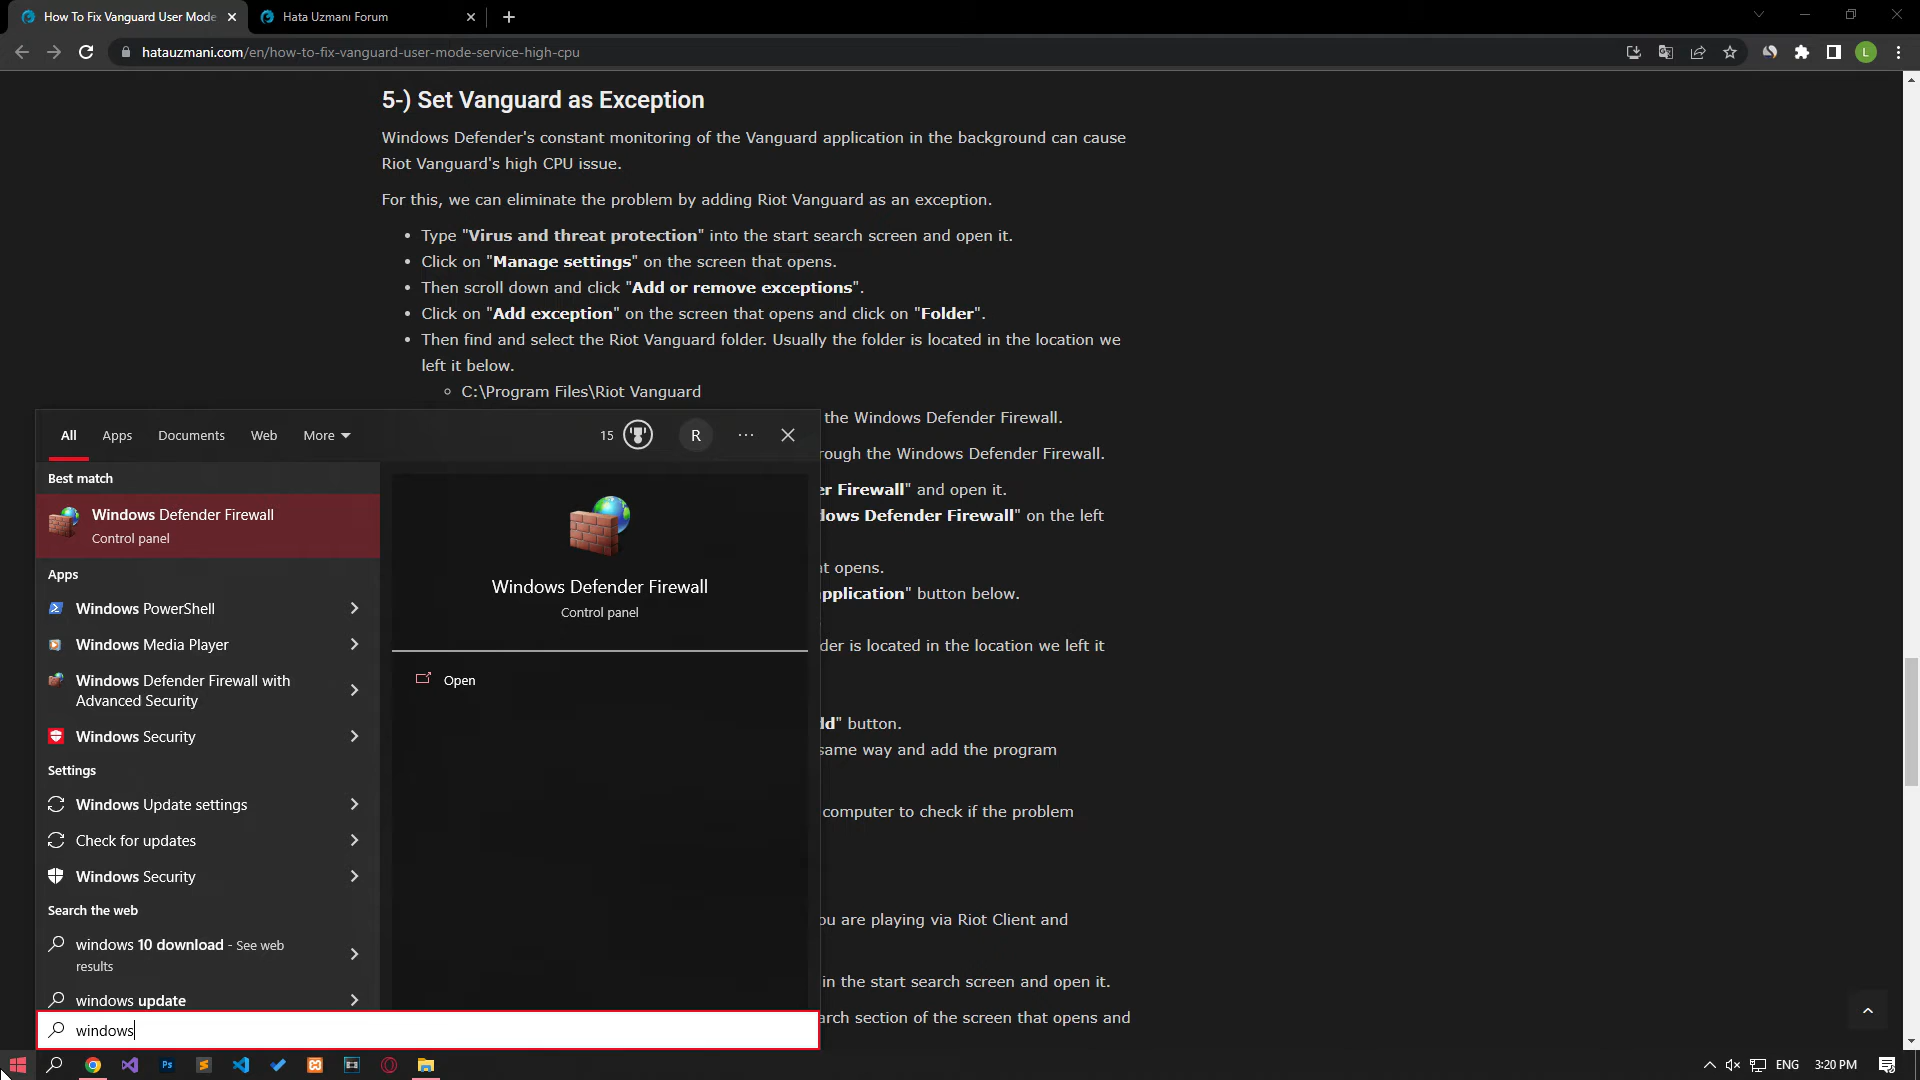 How To Fix Vanguard User Mode
Hata Uzmanı Forum
hatauzmani.com/en/how-to-fix-vanguard-user-mode-service-high-cpu
L
5-) Set Vanguard as Exception
Windows Defender's constant monitoring of the Vanguard application in the background can cause
Riot Vanguard's high CPU issue.
For this, we can eliminate the problem by adding Riot Vanguard as an exception.
Type "Virus and threat protection" into the start search screen and open it.
Click on "Manage settings" on the screen that opens.
Then scroll down and click "Add or remove exceptions".
Click on "Add exception" on the screen that opens and click on "Folder".
Then find and select the Riot Vanguard folder. Usually the folder is located in the location we
left it below.
C:\Program Files\Riot Vanguard
the Windows Defender Firewall.
rough the Windows Defender Firewall.
er Firewall" and open it.
dows Defender Firewall" on the left
at opens.
pplication" button below.
der is located in the location we left it
dd" button.
same way and add the program
computer to check if the problem
ou are playing via Riot Client and
in the start search screen and open it.
arch section of the screen that opens and
All
Apps
Documents
Web
More
15
R
Best match
Windows Defender Firewall
Control panel
Apps
Windows PowerShell
Windows Media Player
Windows Defender Firewall with
Advanced Security
Windows Security
Settings
Windows Update settings
Check for updates
Windows Security
Search the web
windows 10 download - See web
results
windows update
Windows Defender Firewall
Control panel
Open
windows
Ps
ENG
3:20 PM